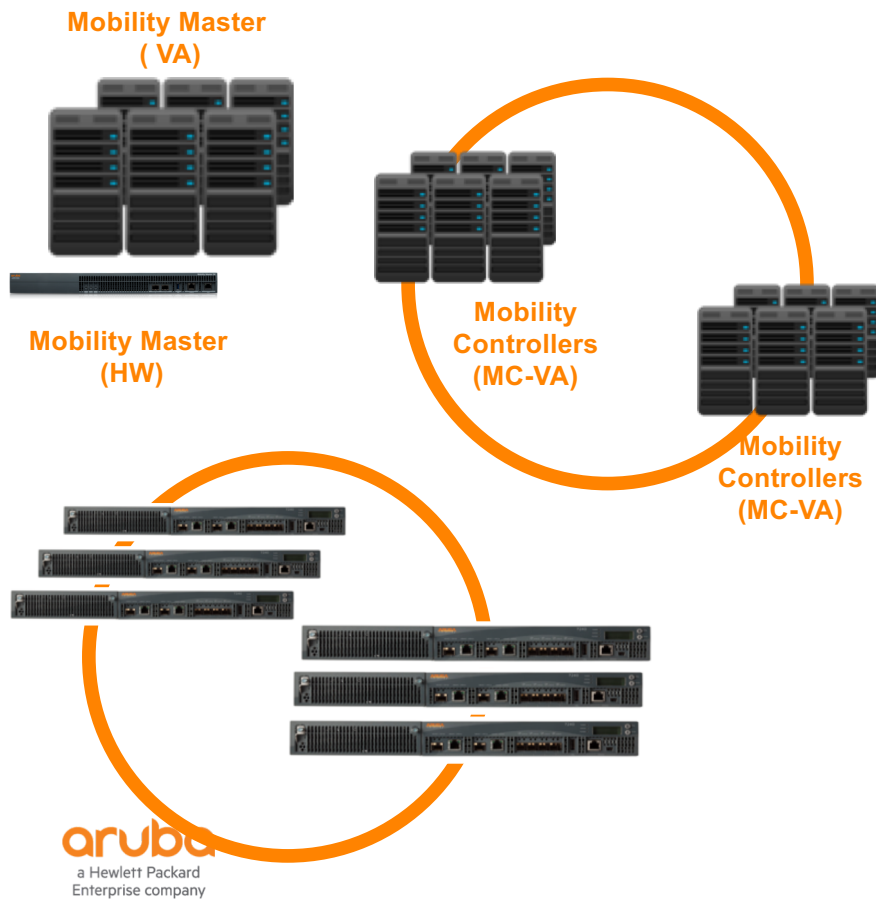 Mobility Master
( VA)
Mobility Master
(HW)
Mobility
Controllers
(MC-VA)
Mobility
Controllers
(MC-VA)
aruba
a Hewlett Packard
Enterprise company